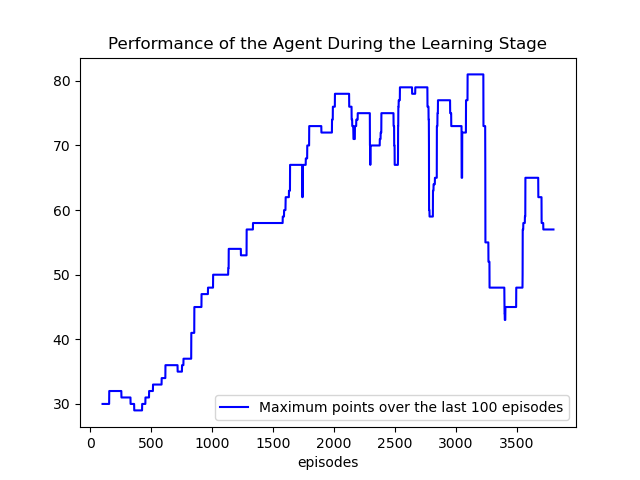 Performance of the Agent During the Learning Stage
80
70
60
50
40
30
Maximum points over the last 100 episodes
0 500 1000 1500 2000 2500 3000 3500
episodes